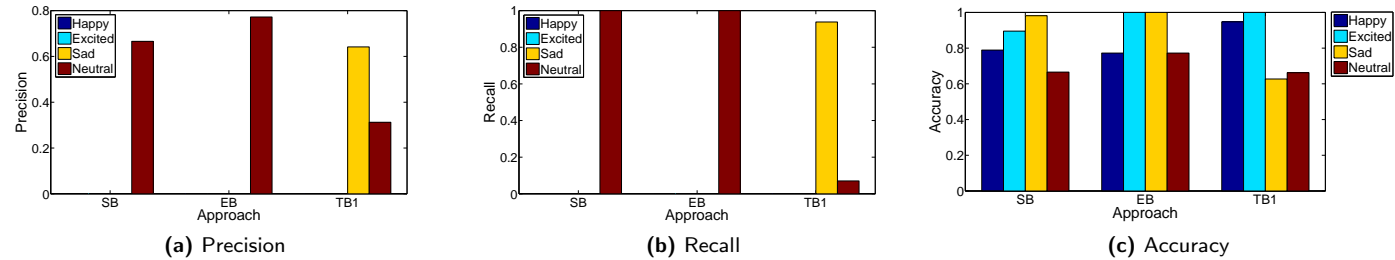 0.8
0.6
0.4
0.2
0
Precision
Happy
Excited
Sad
Neutral
SB EB TB1
Approach
(a) Precision
1
0.8
0.6
0.4
0.2
0
Recall
Happy
Excited
Sad
Neutral
SB EB TB1
Approach
(b) Recall
1
0.8
0.6
0.4
0.2
0
Accuracy
Happy
Excited
Sad
Neutral
SB EB TB1
Approach
(c) Accuracy